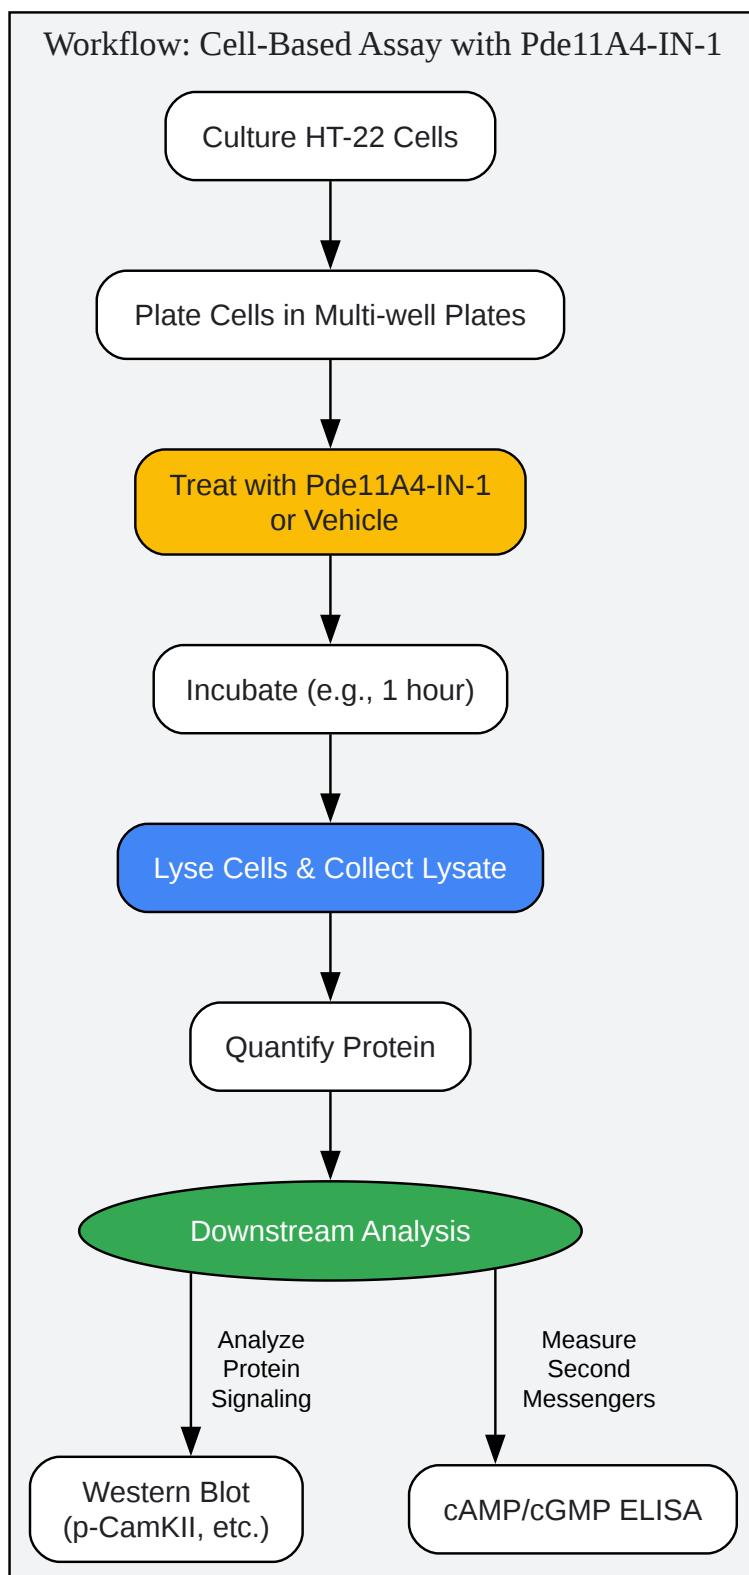 Workflow: Cell-Based Assay with Pde11A4-IN-1
Culture HT-22 Cells
Plate Cells in Multi-well Plates
Treat with Pde11A4-IN-1
or Vehicle
Incubate (e.g., 1 hour)
Lyse Cells & Collect Lysate
Quantify Protein
Downstream Analysis
Analyze
Protein
Signaling
Measure
Second
Messengers
Western Blot
(p-CamKII, etc.)
cAMP/cGMP ELISA